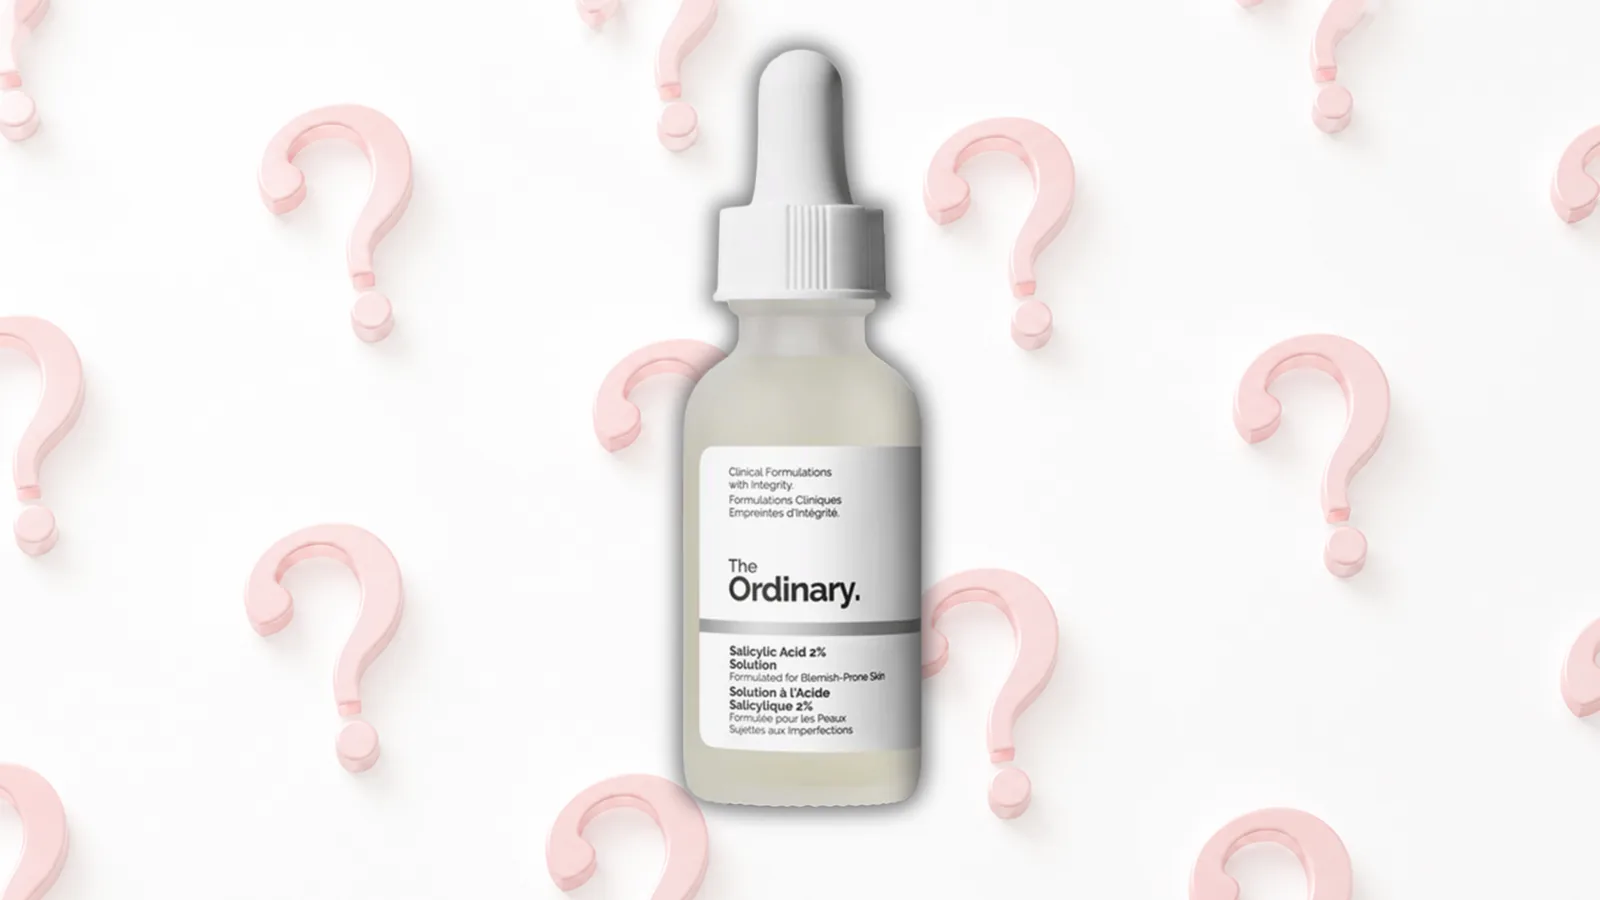 Clinical Formulations
with Integrity.
Formulations Cliniques
Empreintes d'Intégrité.
The
Ordinary.
Salicylic Acid 2%
Solution
Formulated for Blemish-Prone Skin
Solution à l'Acide
Salicylique 2%
Formulée pour les Peaux
Sujettes aux Imperfections